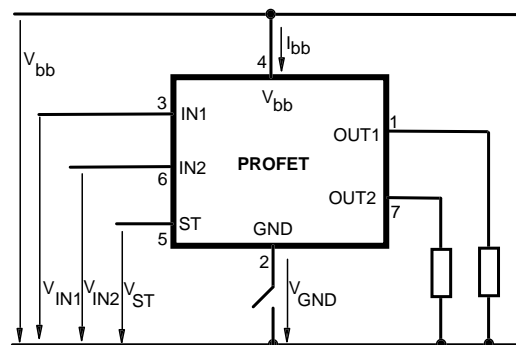 V bb
I bb
4
V bb
3
IN1
1
OUT1
PROFET
IN2
6
OUT2
7
ST
5
GND
2
V IN1
V IN2
V ST
V GND